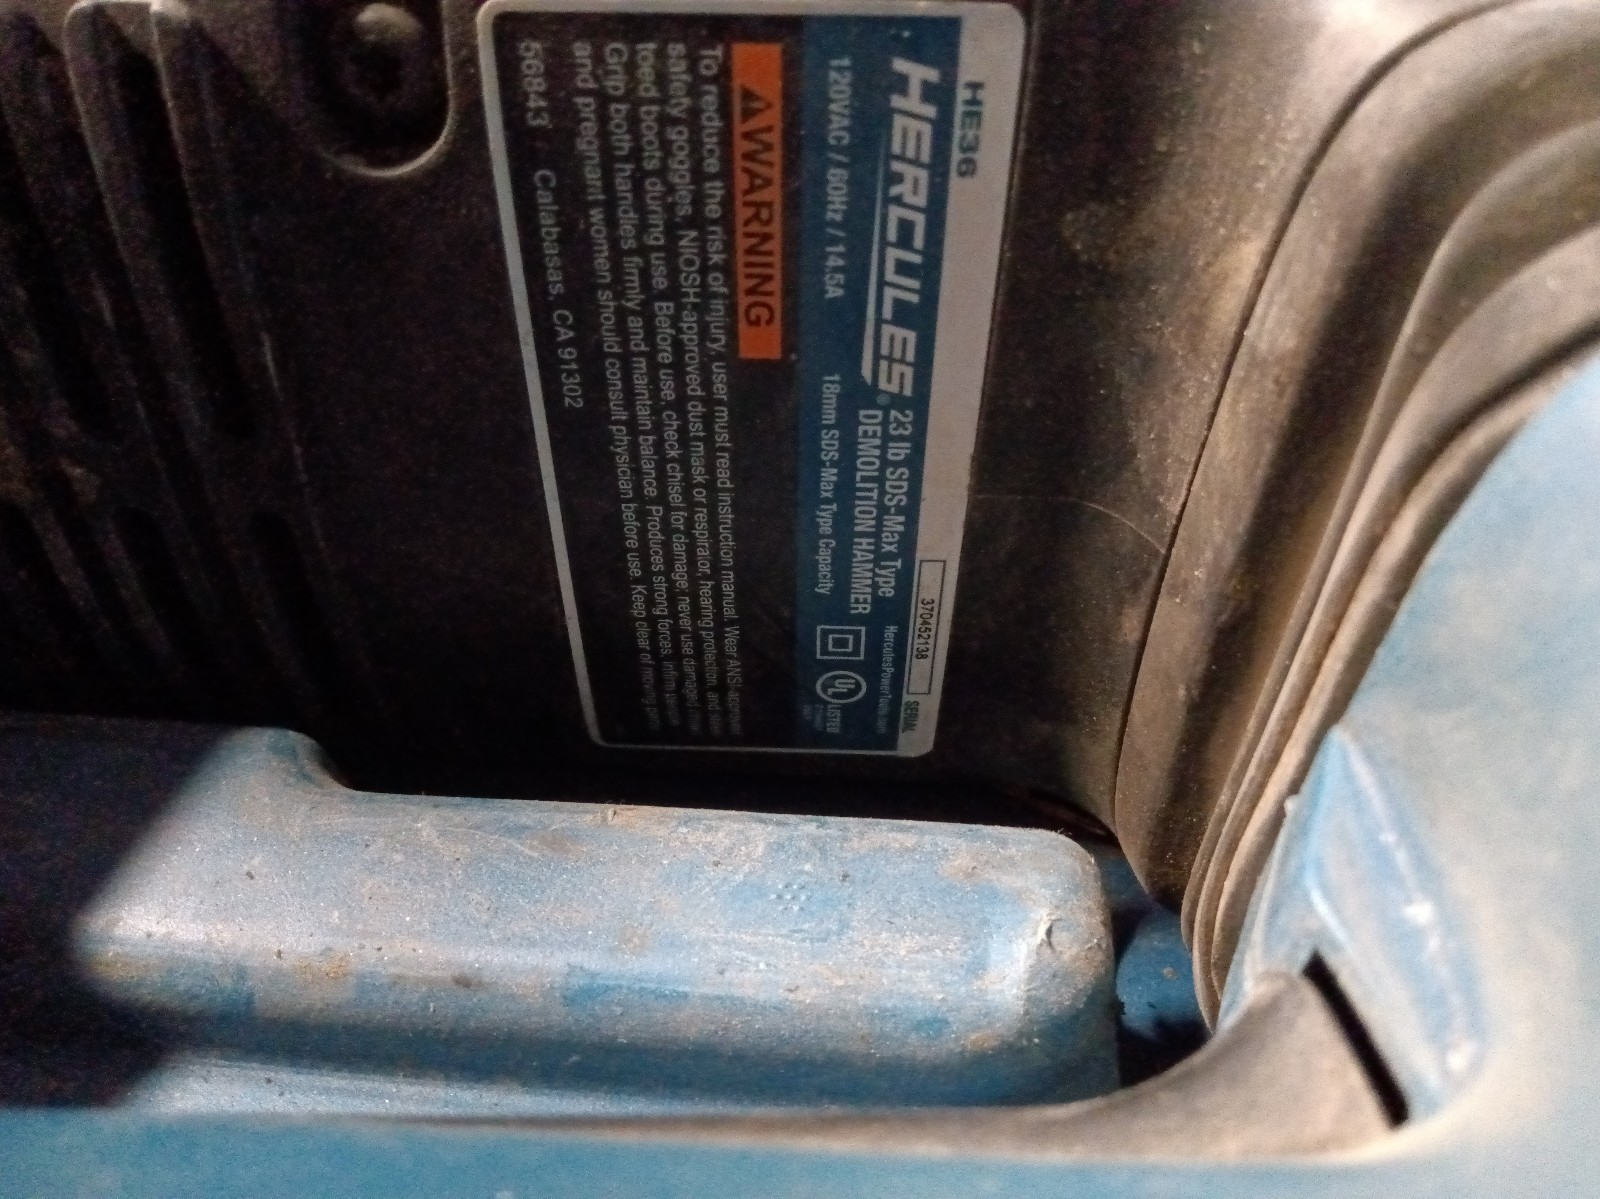 HE36
370452138 SERIAL
HERCULES® 23 lb SDS-Max Type
DEMOLITION HAMMER
HerculesPowerTools.com
120VAC / 60Hz / 14.5A 18mm SDS-Max Type Capacity
UL LISTED
⚠WARNING
To reduce the risk of injury, user must read instruction manual. Wear ANSI-approved
safety goggles, NIOSH-approved dust mask or respirator, hearing protection, and
toed boots during use. Before use, check chisel for damage; never use damaged
Grip both handles firmly and maintain balance. Produces strong forces, infirm
and pregnant women should consult physician before use. Keep clear of moving
56843 Calabasas, CA 91302